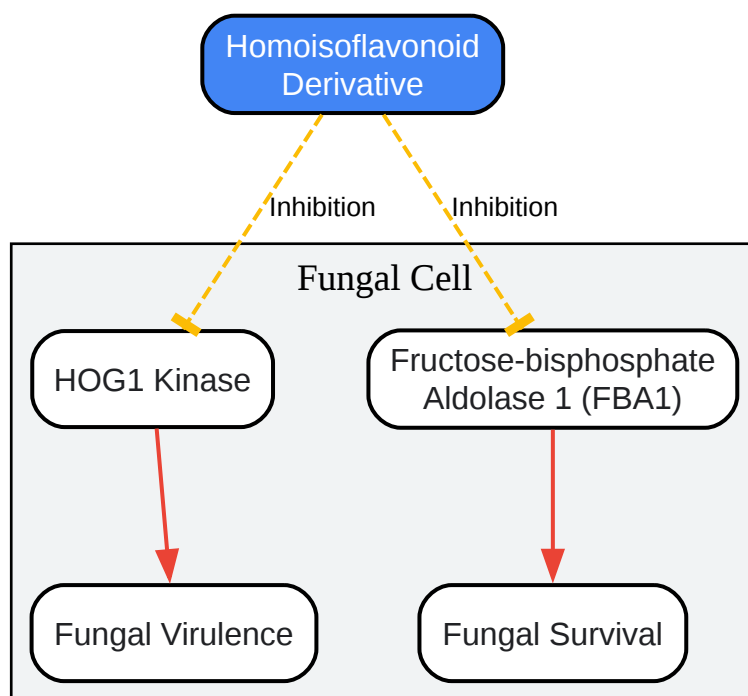 Homoisoflavonoid
Derivative
Inhibition
Inhibition
Fungal Cell
HOG1 Kinase
Fructose-bisphosphate
Aldolase 1 (FBA1)
Fungal Virulence
Fungal Survival